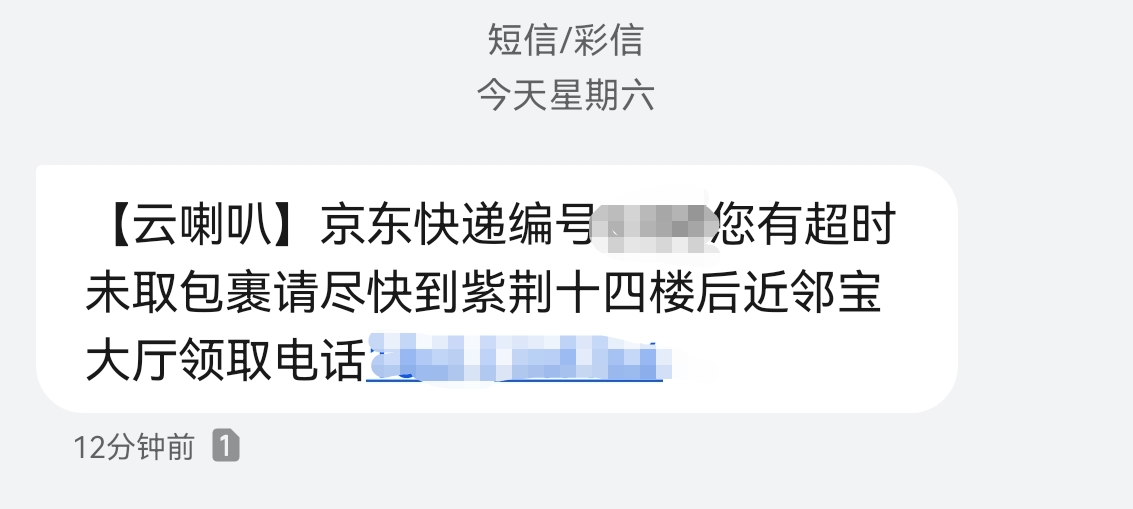 短信/彩信
今天星期六
【云喇叭】京东快递编号您有超时
未取包裹请尽快到紫荆十四楼后近邻宝
大厅领取电话
12分钟前 1